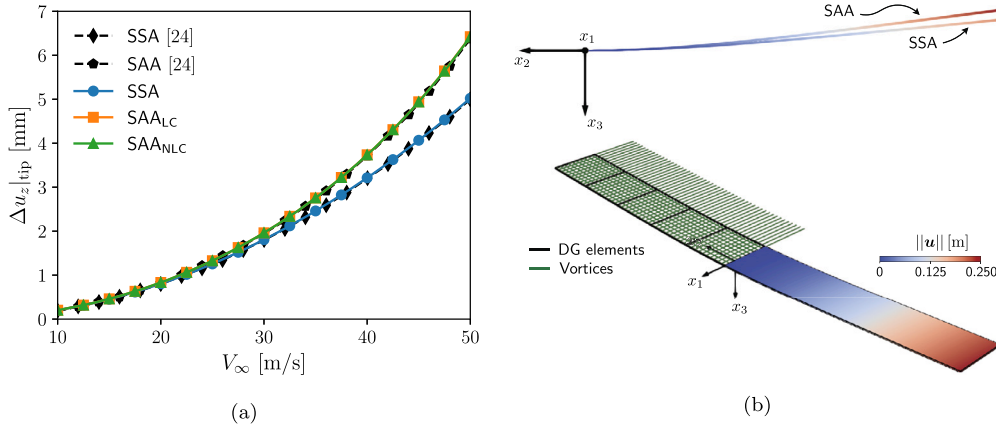 SSA [24]
SAA [24]
SSA
SAA_LC
SAA_NLC
Δu_z|_tip [mm]
7
6
5
4
3
2
1
0
10
20
30
40
50
V_∞ [m/s]
(a)
SAA
SSA
x_1
x_2
x_3
DG elements
Vortices
x_1
x_3
||u|| [m]
0
0.125
0.250
(b)